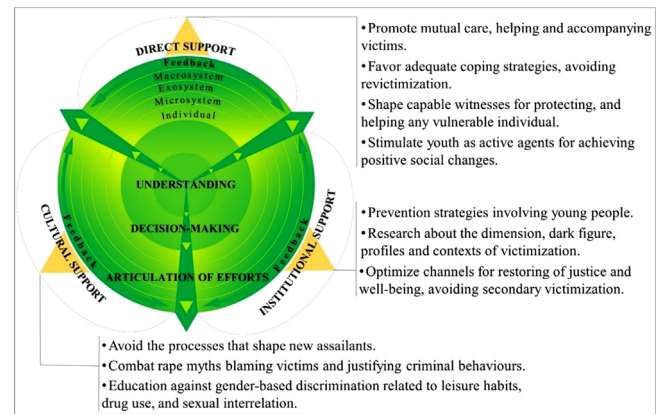 DIRECT SUPPORT
Feedback
Macrosystem
Exosystem
Microsystem
Individual
UNDERSTANDING
DECISION-MAKING
ARTICULATION OF EFFORTS
CULTURAL SUPPORT
Feedback
INSTITUTIONAL SUPPORT
Feedback
•Promote mutual care, helping and accompanying
victims.
•Favor adequate coping strategies, avoiding
revictimization.
•Shape capable witnesses for protecting, and
helping any vulnerable individual.
•Stimulate youth as active agents for achieving
positive social changes.
•Prevention strategies involving young people.
•Research about the dimension, dark figure,
profiles and contexts of victimization.
•Optimize channels for restoring of justice and
well-being, avoiding secondary victimization.
•Avoid the processes that shape new assailants.
•Combat rape myths blaming victims and justifying criminal behaviours.
•Education against gender-based discrimination related to leisure habits,
drug use, and sexual interrelation.